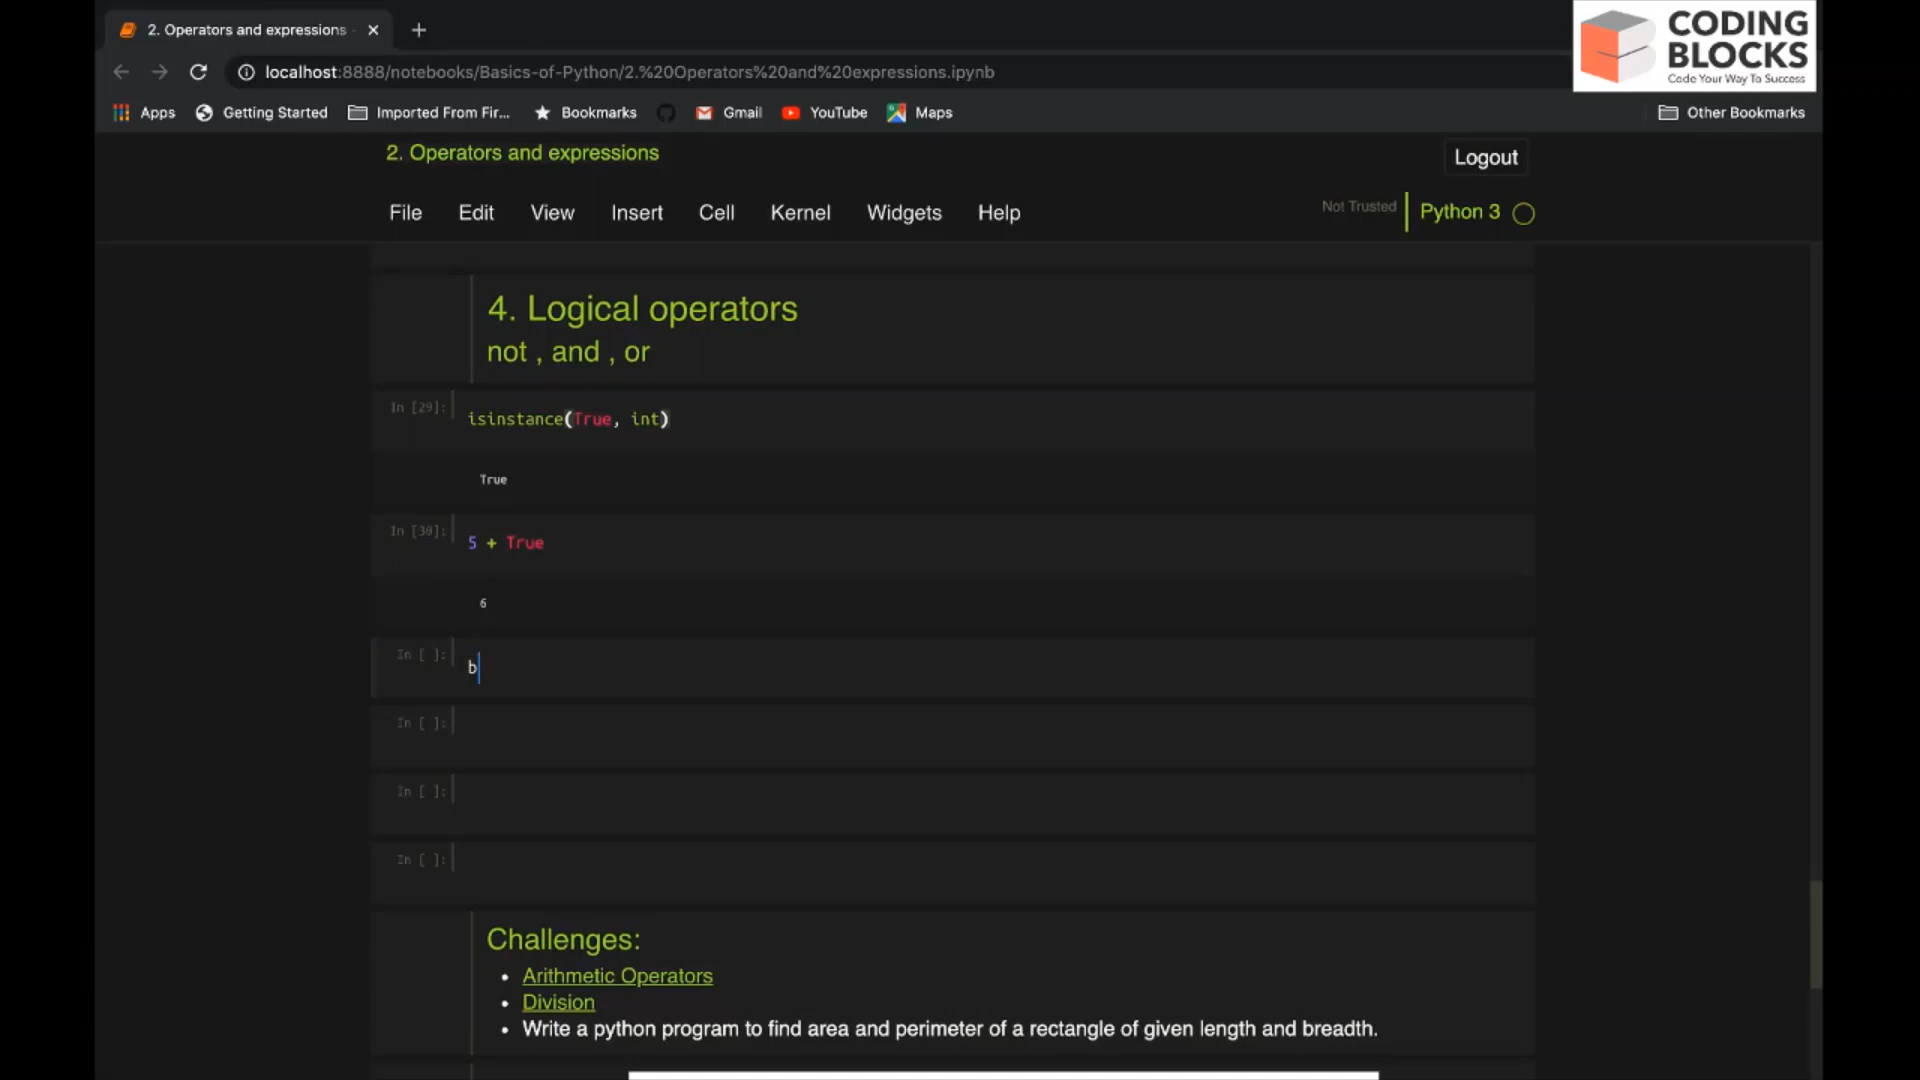 2. Operators and expressions
CODING
BLOCKS
Code Your Way To Success
localhost:8888/notebooks/Basics-of-Python/2.%20Operators%20and%20expressions.ipynb
Apps Getting Started Imported From Fir... Bookmarks Gmail YouTube Maps Other Bookmarks
2. Operators and expressions
Logout
File Edit View Insert Cell Kernel Widgets Help Not Trusted Python 3
4. Logical operators
not , and , or
In [29]: isinstance(True, int)
True
In [30]: 5 + True
6
In [ ]: b
In [ ]:
In [ ]:
In [ ]:
Challenges:
• Arithmetic Operators
• Division
• Write a python program to find area and perimeter of a rectangle of given length and breadth.